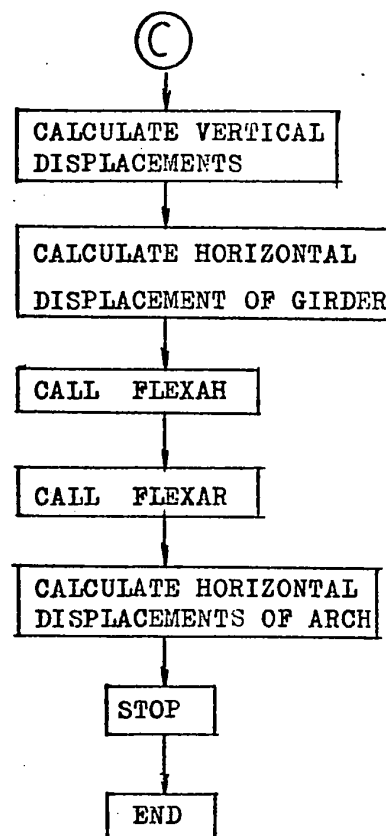 C
CALCULATE VERTICAL
DISPLACEMENTS
CALCULATE HORIZONTAL
DISPLACEMENT OF GIRDER
CALL FLEXAH
CALL FLEXAR
CALCULATE HORIZONTAL
DISPLACEMENTS OF ARCH
STOP
END